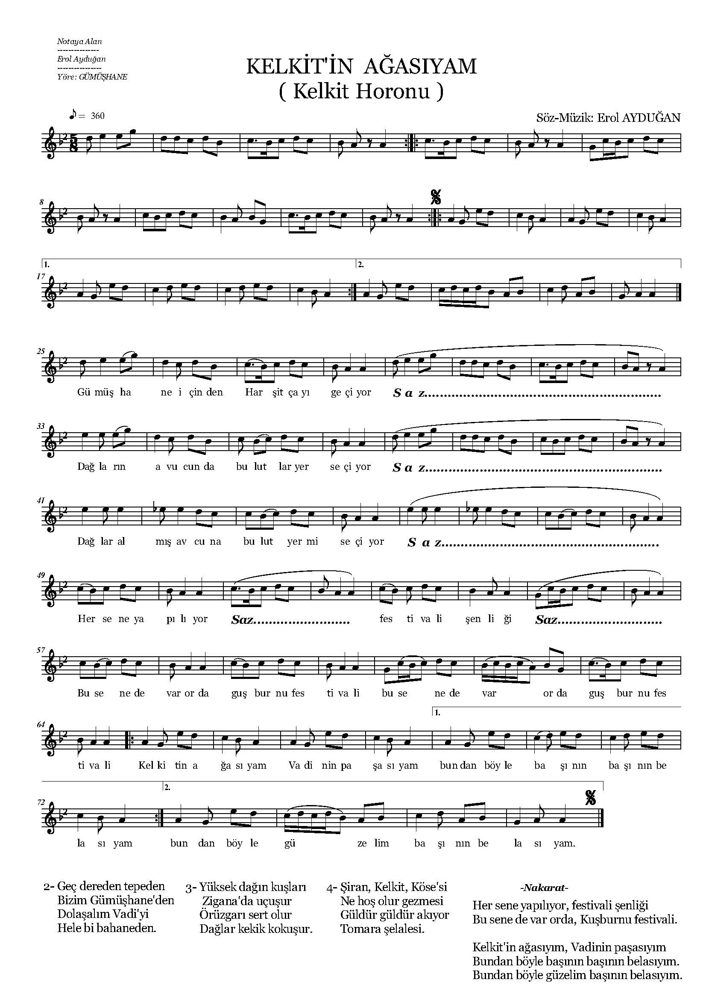 Notaya Alan
---------------
Erol Ayduğan
----------------
Yöre: GÜMÜŞHANE
KELKİT'İN AĞASIYAM
( Kelkit Horonu )
♪ = 360
Söz-Müzik: Erol AYDUĞAN
5
8
2
8
2
1.
2.
17
2
25
2
Gü müş ha ne i çin den Har şit ça yı ge çi yor S a z............................................................
33
2
Dağ la rın a vu cun da bu lut lar yer se çi yor S a z............................................................
41
2
Dağ lar al mış av cu na bu lut yer mi se çi yor S a z.......................................................
49
2
Her se ne ya pı lı yor Saz......................... fes ti va li şen li ği Saz...........................
57
2
Bu se ne de var or da guş bur nu fes ti va li bu se ne de var or da guş bur nu fes
1.
64
2
ti va li Kel ki tin a ğa sı yam Va di nin pa şa sı yam bun dan böy le ba şı nın ba şı nın be
2.
72
2
la sı yam bun dan böy le gü ze lim ba şı nın be la sı yam.
2- Geç dereden tepeden
Bizim Gümüşhane'den
Dolaşalım Vadi'yi
Hele bi bahaneden.
3- Yüksek dağın kuşları
Zigana'da uçuşur
Örüzgarı sert olur
Dağlar kekik kokuşur.
4- Şiran, Kelkit, Köse'si
Ne hoş olur gezmesi
Güldür güldür akıyor
Tomara şelalesi.
-Nakarat-
Her sene yapılıyor, festivali şenliği
Bu sene de var orda, Kuşburnu festivali.
Kelkit'in ağasıyım, Vadinin paşasıyım
Bundan böyle başının başının belasıyım.
Bundan böyle güzelim başının belasıyım.